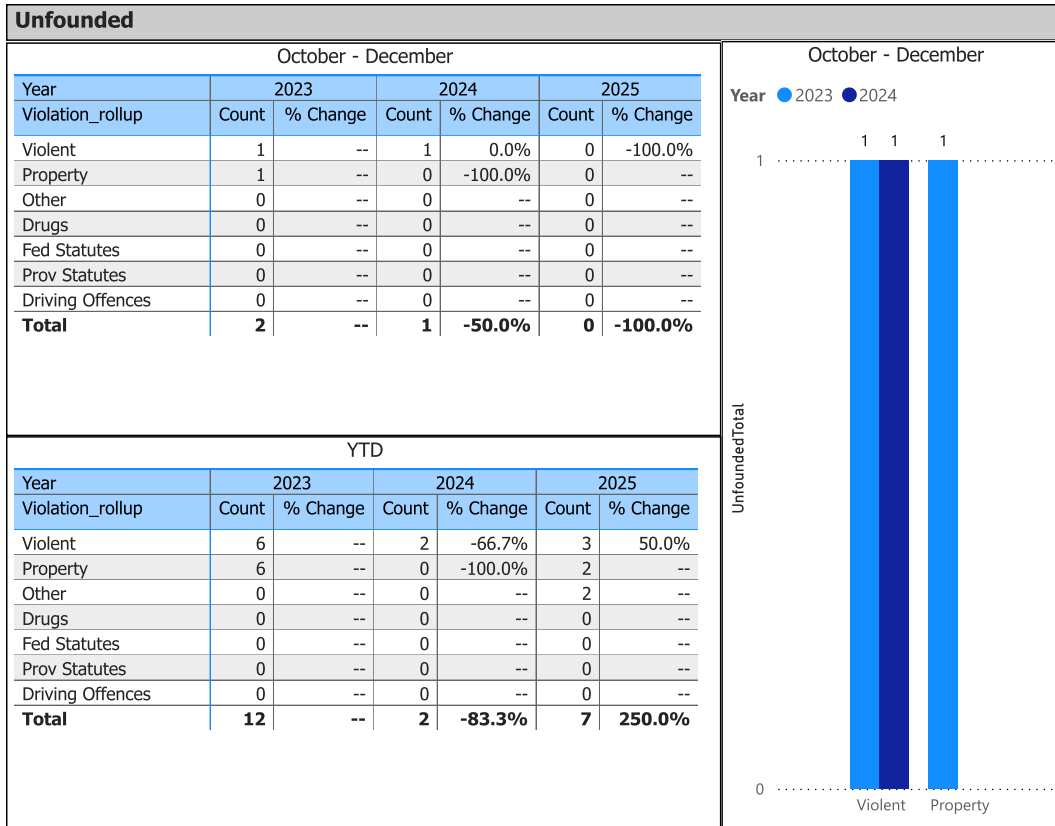 Unfounded
October - December
Year 2023 2024 2025
Violation_rollup Count % Change Count % Change Count % Change
Violent 1 -- 1 0.0% 0 -100.0%
Property 1 -- 0 -100.0% 0 --
Other 0 -- 0 -- 0 --
Drugs 0 -- 0 -- 0 --
Fed Statutes 0 -- 0 -- 0 --
Prov Statutes 0 -- 0 -- 0 --
Driving Offences 0 -- 0 -- 0 --
Total 2 -- 1 -50.0% 0 -100.0%
YTD
Year 2023 2024 2025
Violation_rollup Count % Change Count % Change Count % Change
Violent 6 -- 2 -66.7% 3 50.0%
Property 6 -- 0 -100.0% 2 --
Other 0 -- 0 -- 2 --
Drugs 0 -- 0 -- 0 --
Fed Statutes 0 -- 0 -- 0 --
Prov Statutes 0 -- 0 -- 0 --
Driving Offences 0 -- 0 -- 0 --
Total 12 -- 2 -83.3% 7 250.0%
October - December
Year 2023 2024
1 1 1
1
UnfoundedTotal
0
Violent Property